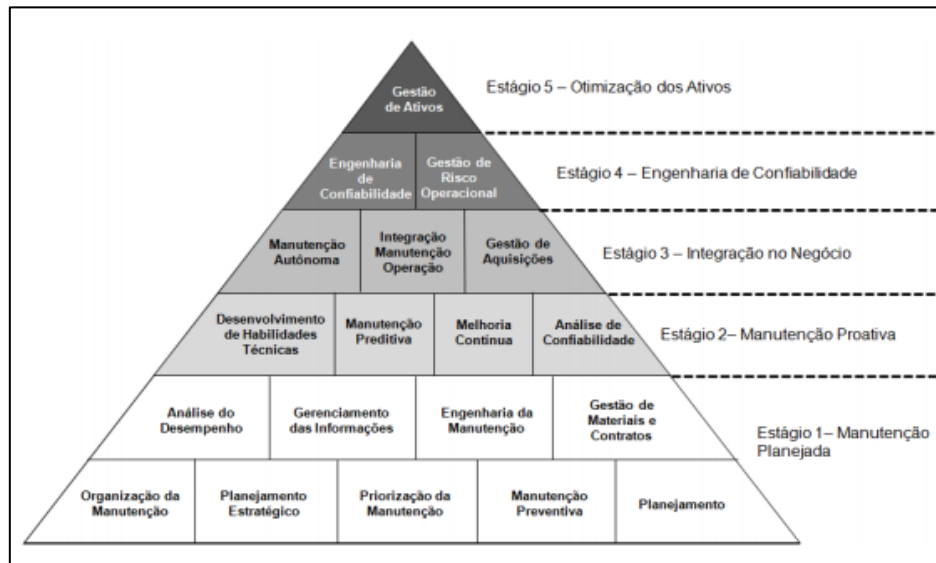 Gestão
de Ativos
Estágio 5 – Otimização dos Ativos
Engenharia
de
Confiabilidade
Gestão de
Risco
Operacional
Estágio 4 – Engenharia de Confiabilidade
Manutenção
Autónoma
Integração
Manutenção
Operação
Gestão de
Aquisições
Estágio 3 – Integração no Negócio
Desenvolvimento
de Habilidades
Técnicas
Manutenção
Preditiva
Melhoria
Contínua
Análise de
Confiabilidade
Estágio 2– Manutenção Proativa
Análise do
Desempenho
Gerenciamento
das Informações
Engenharia da
Manutenção
Gestão de
Materiais e
Contratos
Estágio 1– Manutenção
Planejada
Organização da
Manutenção
Planejamento
Estratégico
Priorização da
Manutenção
Manutenção
Preventiva
Planejamento